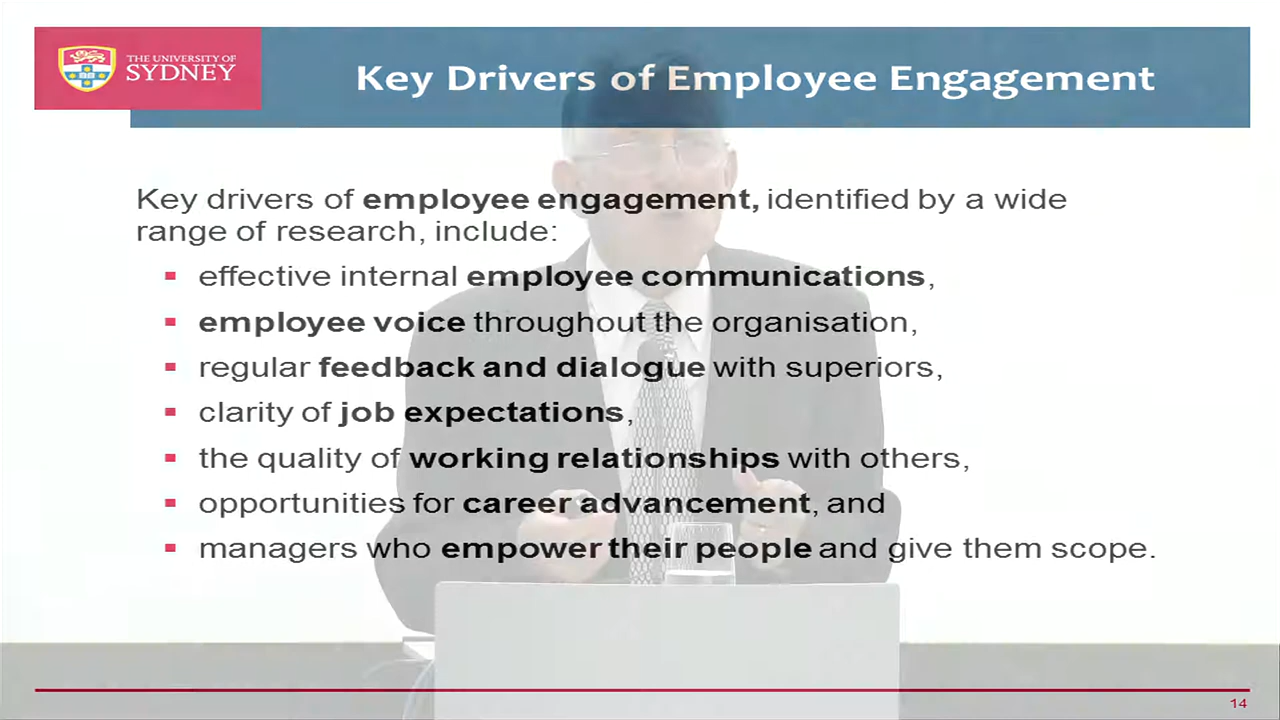 THE UNIVERSITY OF
SYDNEY
Key Drivers of Employee Engagement
Key drivers of employee engagement, identified by a wide
range of research, include:
effective internal employee communications,
employee voice throughout the organisation,
regular feedback and dialogue with superiors,
clarity of job expectations,
the quality of working relationships with others,
opportunities for career advancement, and
managers who empower their people and give them scope.
14